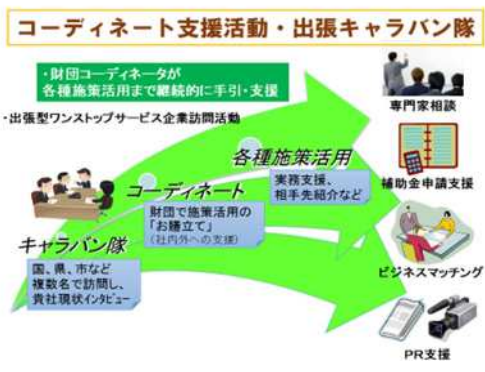 コーディネート支援活動・出張キャラバン隊
・財団コーディネータが
各種施策活用まで継続的に手引・支援
・出張型ワンストップサービス企業訪問活動
専門家相談
各種施策活用
実務支援、
相手先紹介など
補助金申請支援
コーディネート
財団で施策活用の
「お膳立て」
(社内外への支援)
キャラバン隊
国、県、市など
複数名で訪問し、
貴社現状インタビュー
ビジネスマッチング
PR支援